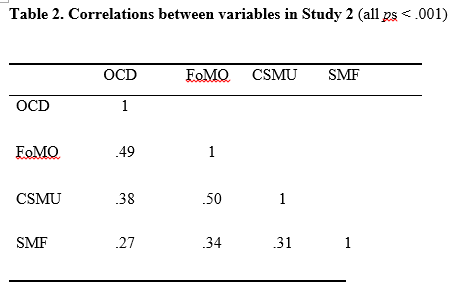 Table 2. Correlations between variables in Study 2 (all ps < .001)
OCD FoMO CSMU SMF
OCD 1
FoMO .49 1
CSMU .38 .50 1
SMF .27 .34 .31 1